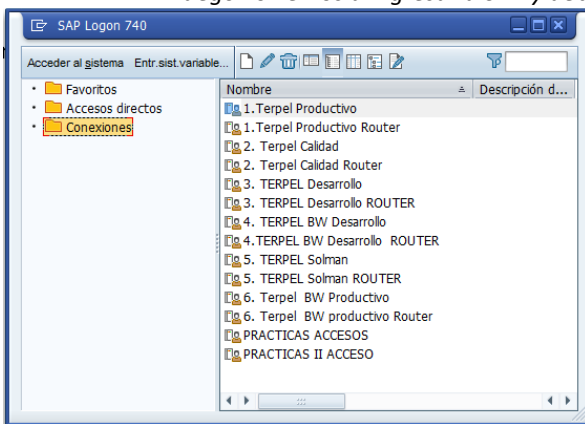 SAP Logon 740
Acceder al sistema Entr.sist.variable...
Favoritos
Accesos directos
Conexiones
Nombre Descripción d...
1.Terpel Productivo
1.Terpel Productivo Router
2. Terpel Calidad
2. Terpel Calidad Router
3. TERPEL Desarrollo
3. TERPEL Desarrollo ROUTER
4. TERPEL BW Desarrollo
4.TERPEL BW Desarrollo ROUTER
5. TERPEL Solman
5. TERPEL Solman ROUTER
6. Terpel BW Productivo
6. Terpel BW productivo Router
PRACTICAS ACCESOS
PRACTICAS II ACCESO